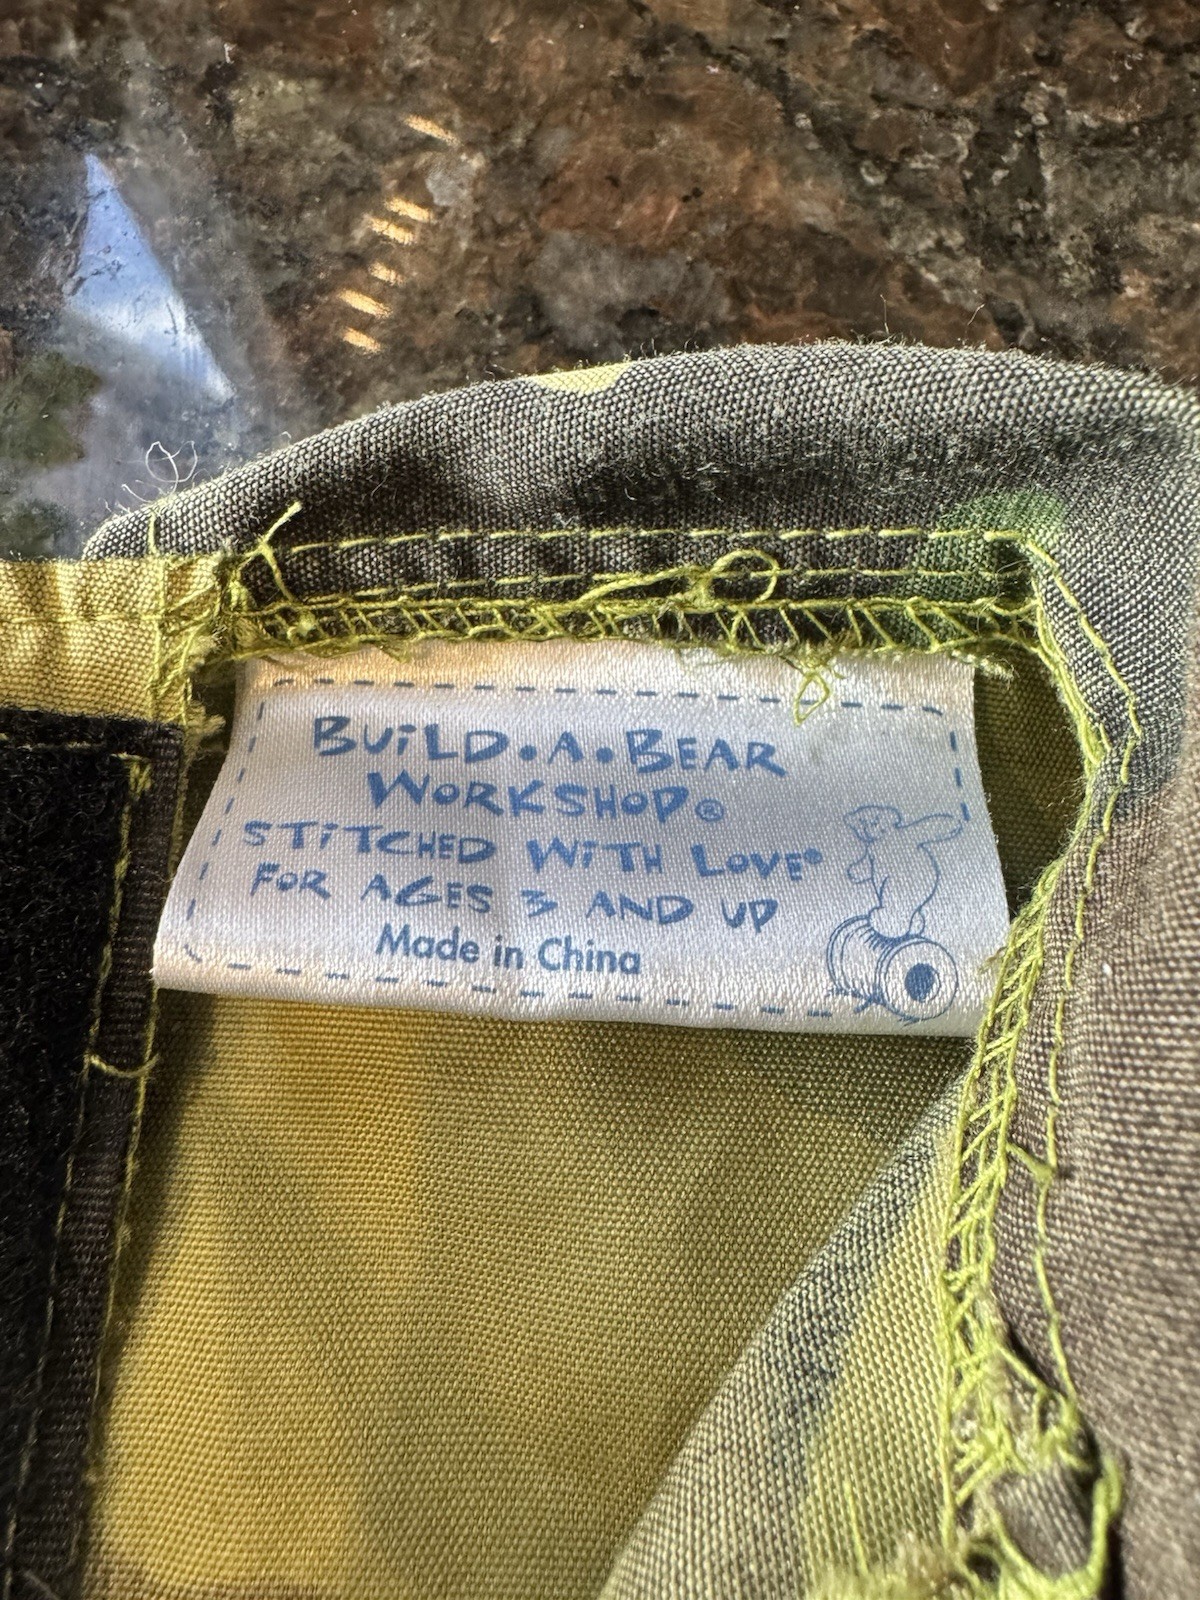 BUiLD•A•BEAR
WORKSHOP®
STiTCHED WiTH LOVE®
FOR AGES 3 AND UP
Made in China